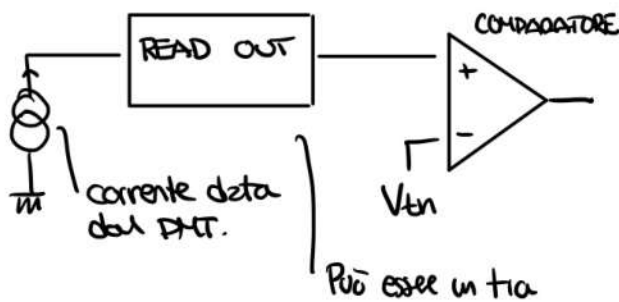 COMPARATORE
READ OUT
+
-
Vth
corrente data
dal PMT.
Può essere un tia